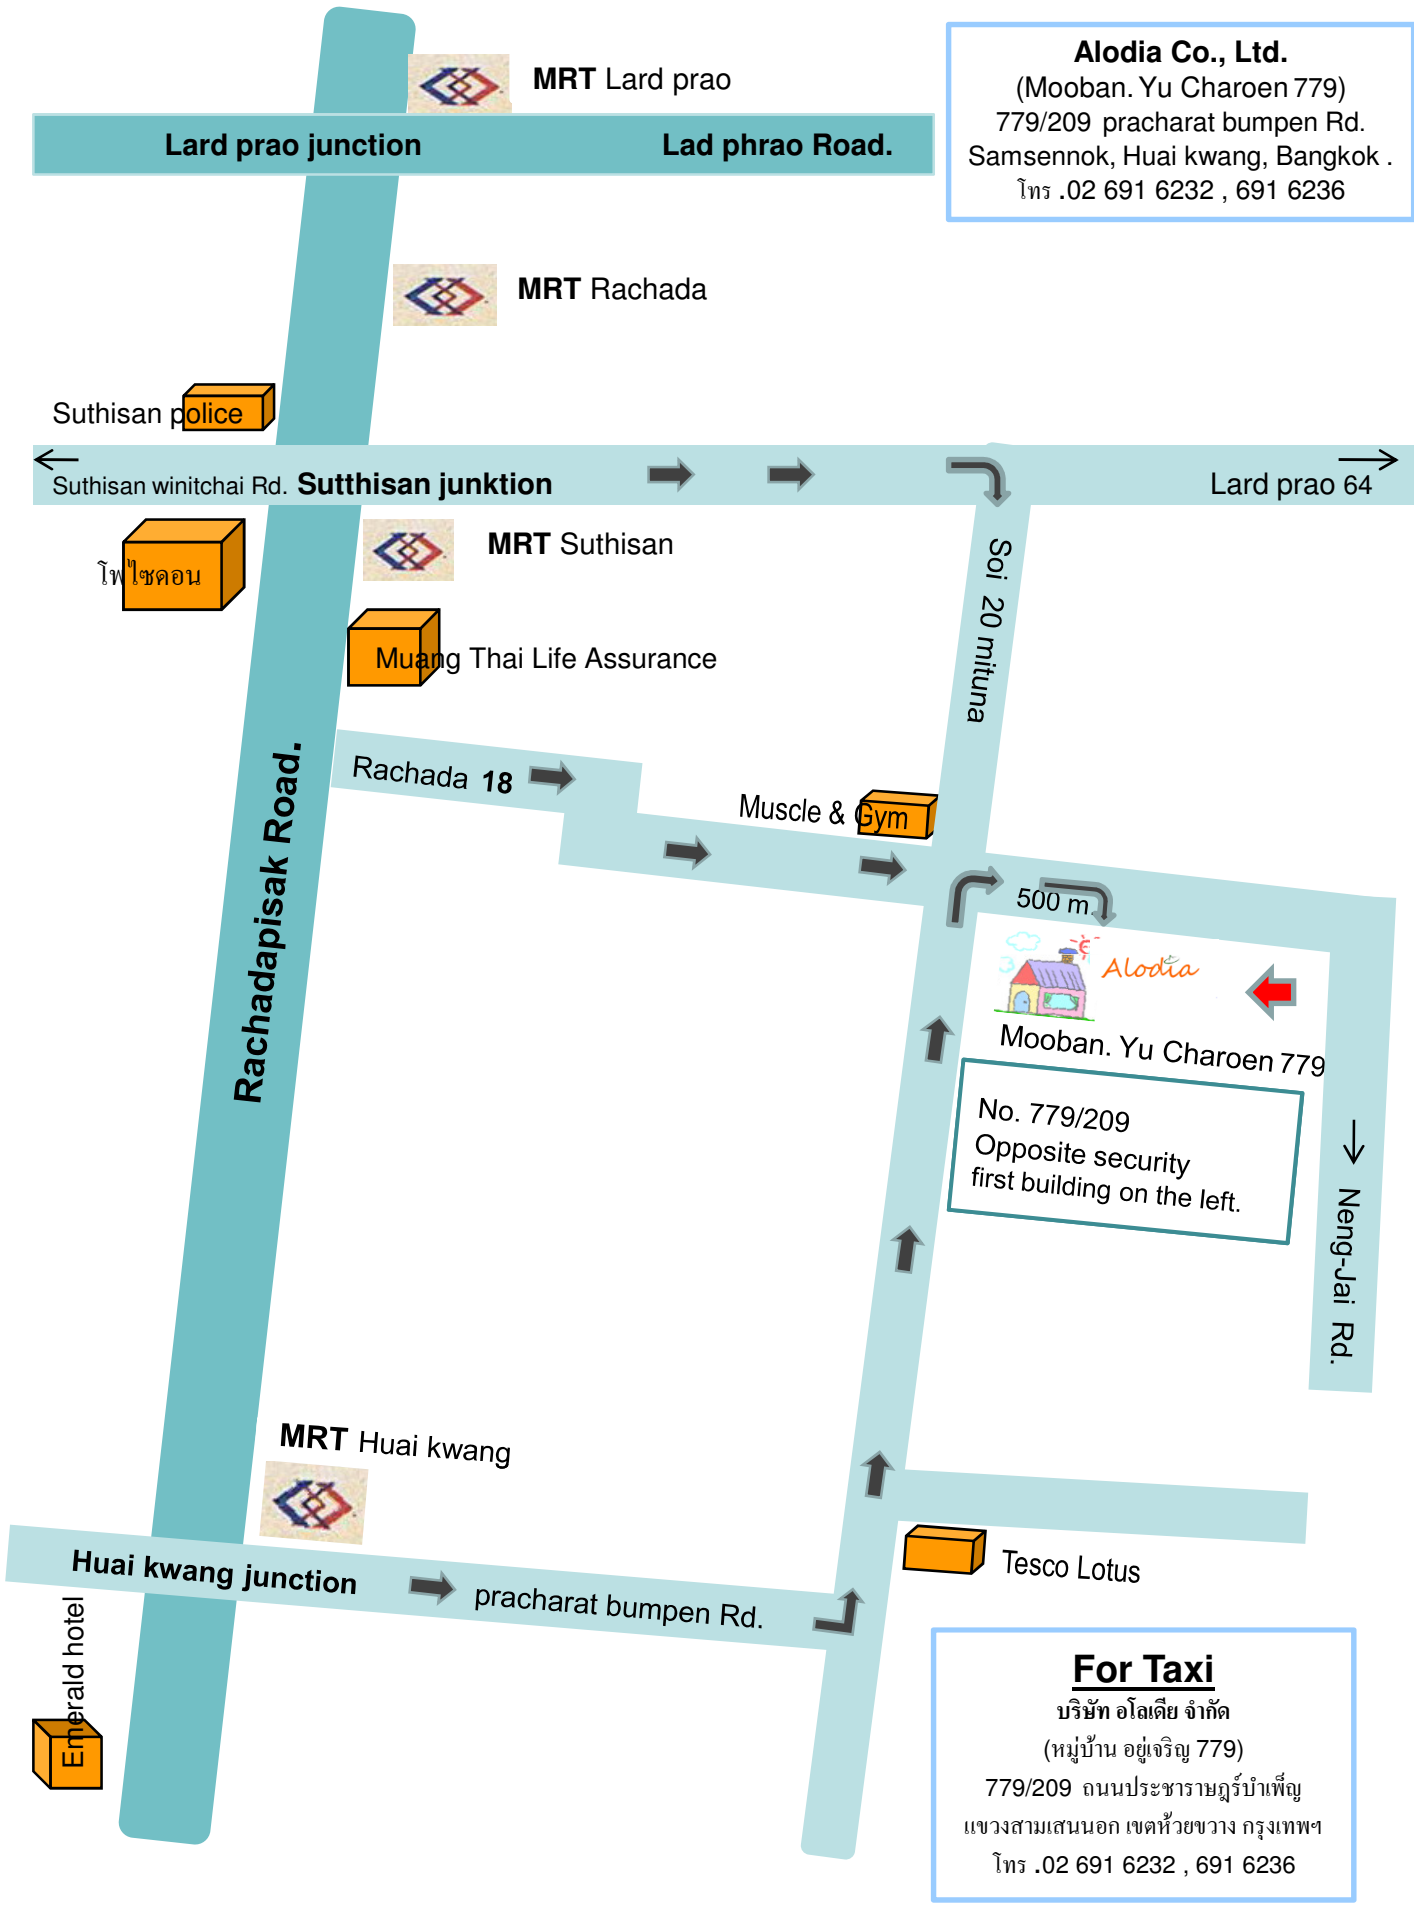 MRT Lard prao
Lard prao junction
Lad phrao Road.
Alodia Co., Ltd.
(Mooban. Yu Charoen 779)
779/209 pracharat bumpen Rd.
Samsennok, Huai kwang, Bangkok .
โทร .02 691 6232 , 691 6236
MRT Rachada
Suthisan police
Suthisan winitchai Rd.
Sutthisan junktion
Lard prao 64
โพไซดอน
MRT Suthisan
Muang Thai Life Assurance
Soi 20 mituna
Rachadapisak Road.
Rachada 18
Muscle & Gym
500 m.
Alodia
Mooban. Yu Charoen 779
No. 779/209
Opposite security
first building on the left.
Neng-Jai Rd.
MRT Huai kwang
Huai kwang junction
pracharat bumpen Rd.
Tesco Lotus
Emerald hotel
For Taxi
บริษัท อโลเดีย จำกัด
(หมู่บ้าน อยู่เจริญ 779)
779/209 ถนนประชาราษฎร์บำเพ็ญ
แขวงสามเสนนอก เขตห้วยขวาง กรุงเทพฯ
โทร .02 691 6232 , 691 6236